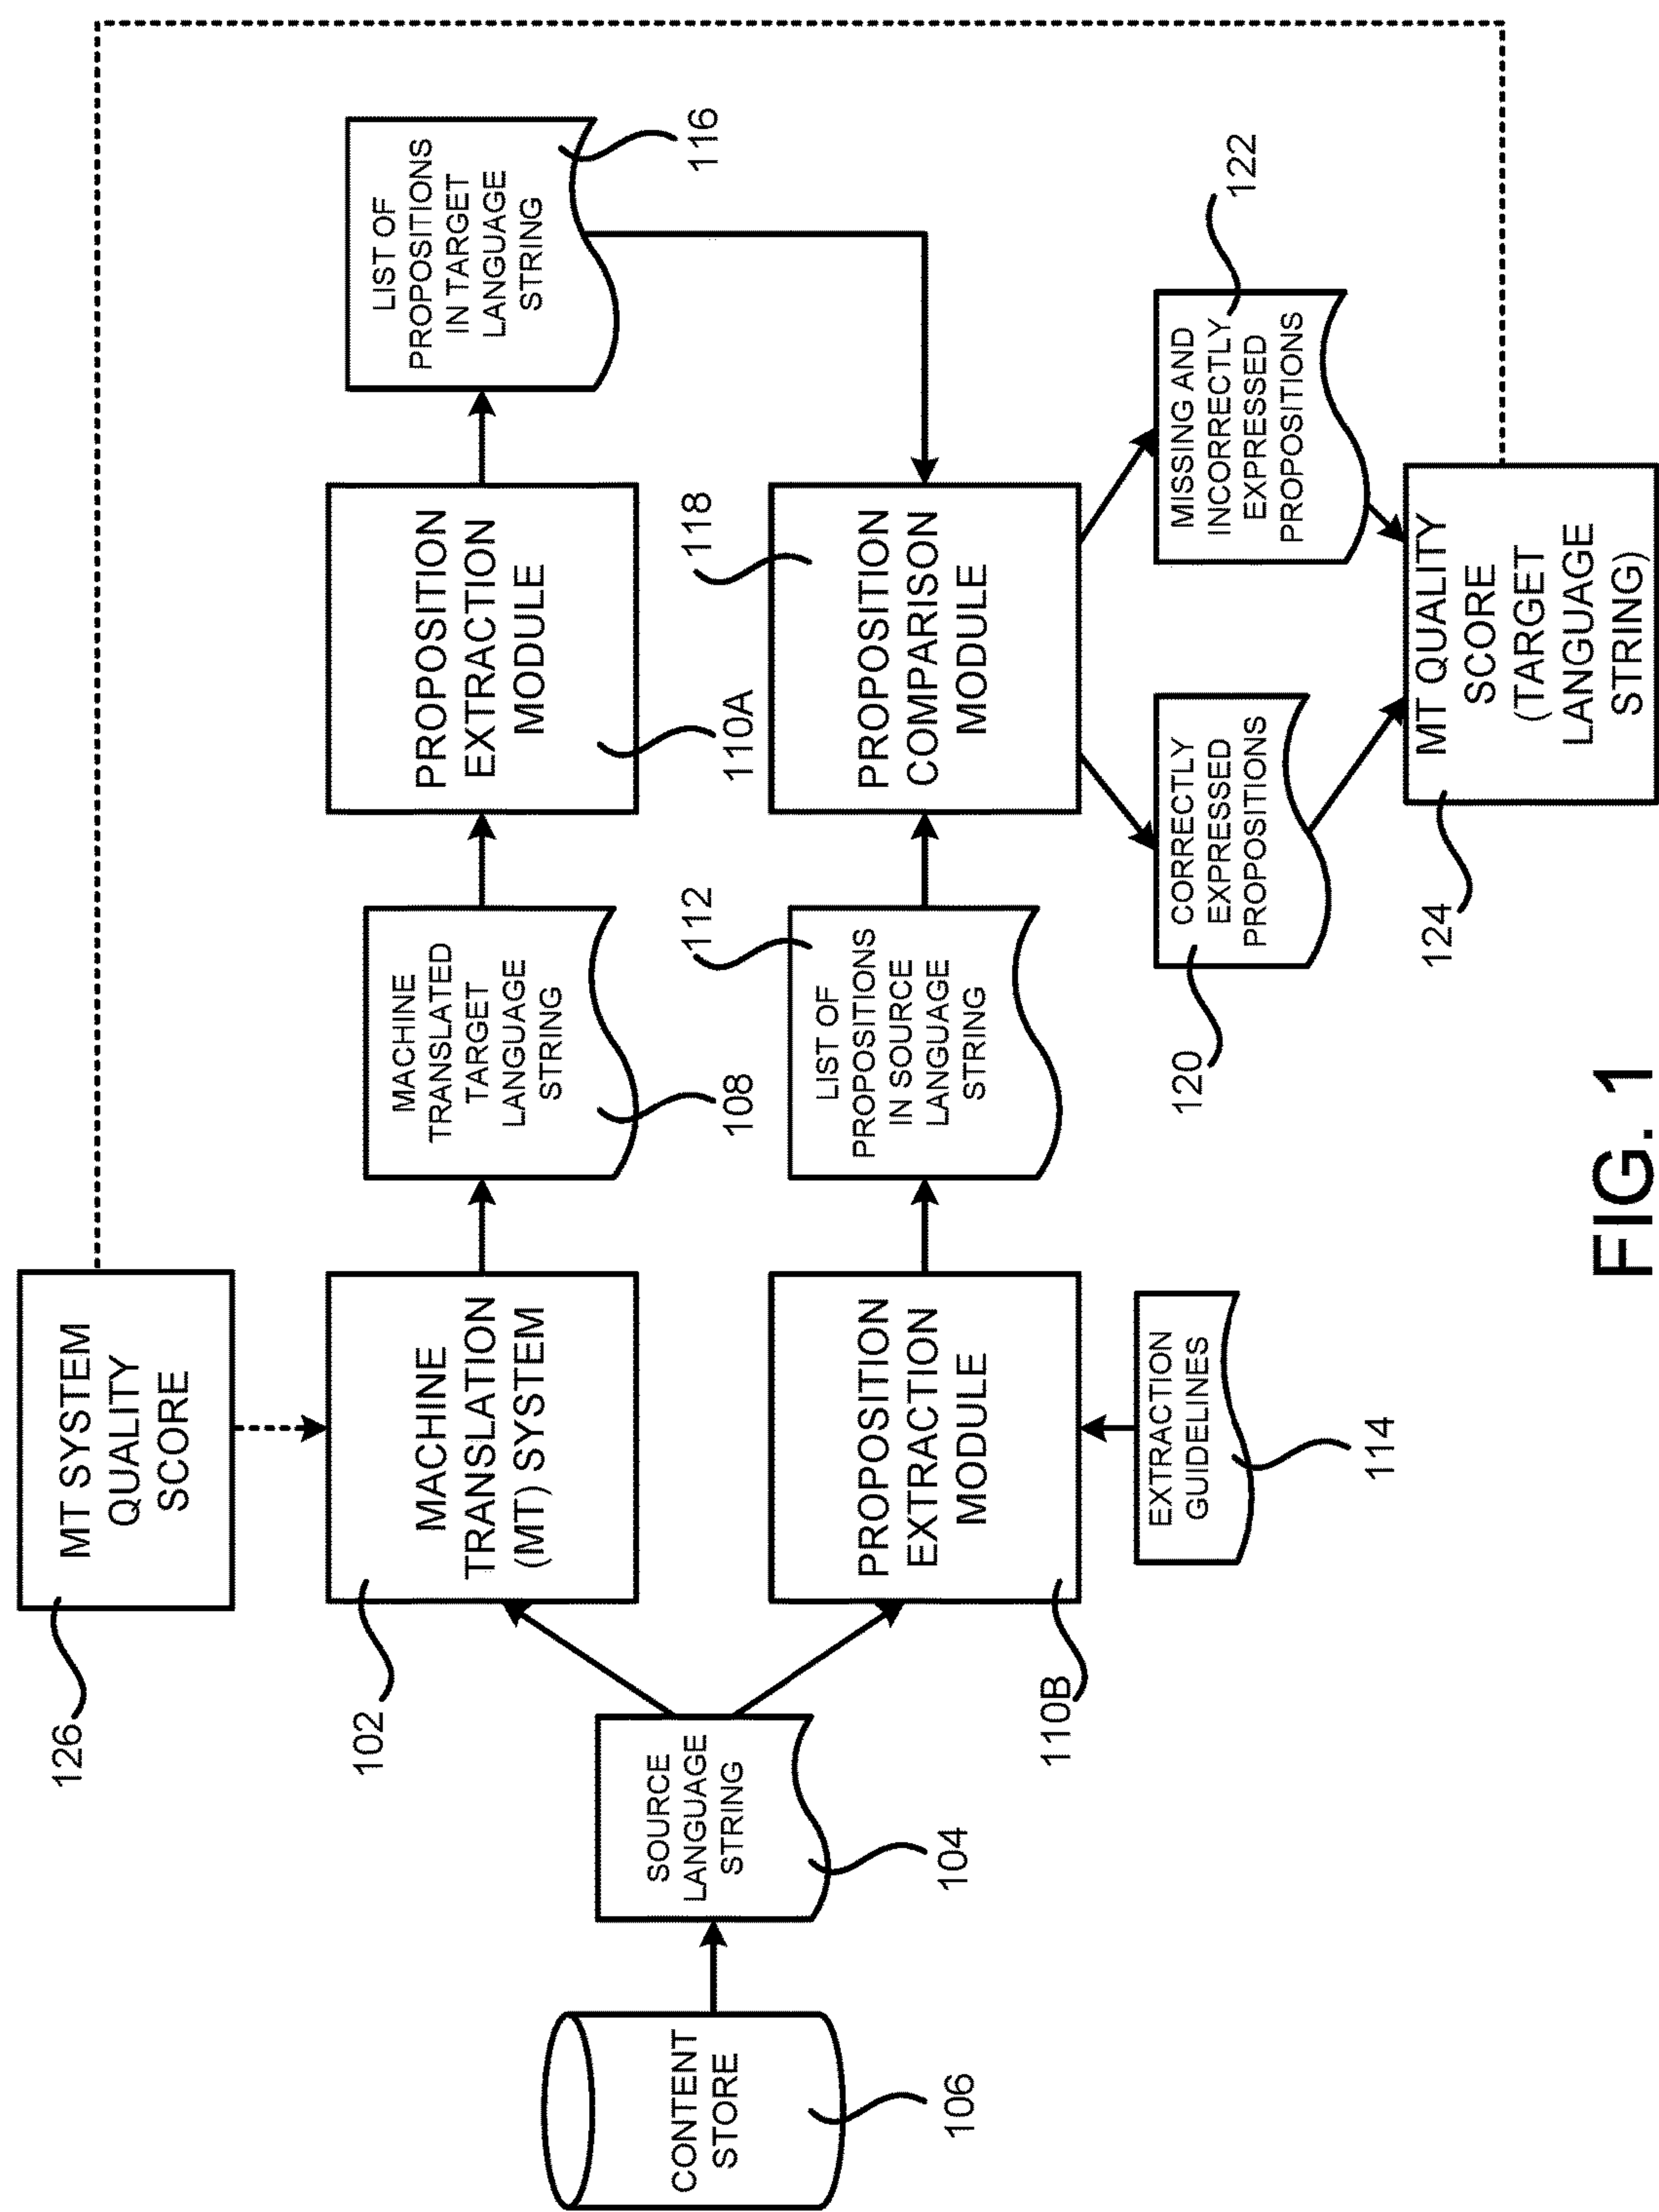 126
MT SYSTEM
QUALITY
SCORE
102
MACHINE
TRANSLATION
(MT) SYSTEM
MACHINE
TRANSLATED
TARGET
LANGUAGE
STRING
108
PROPOSITION
EXTRACTION
MODULE
110A
LIST OF
PROPOSITIONS
IN TARGET
LANGUAGE
STRING
116
CONTENT
STORE
106
SOURCE
LANGUAGE
STRING
104
110B
PROPOSITION
EXTRACTION
MODULE
112
LIST OF
PROPOSITIONS
IN SOURCE
LANGUAGE
STRING
118
PROPOSITION
COMPARISON
MODULE
EXTRACTION
GUIDELINES
114
120
CORRECTLY
EXPRESSED
PROPOSITIONS
122
MISSING AND
INCORRECTLY
EXPRESSED
PROPOSITIONS
124
MT QUALITY
SCORE
(TARGET
LANGUAGE
STRING)
FIG. 1